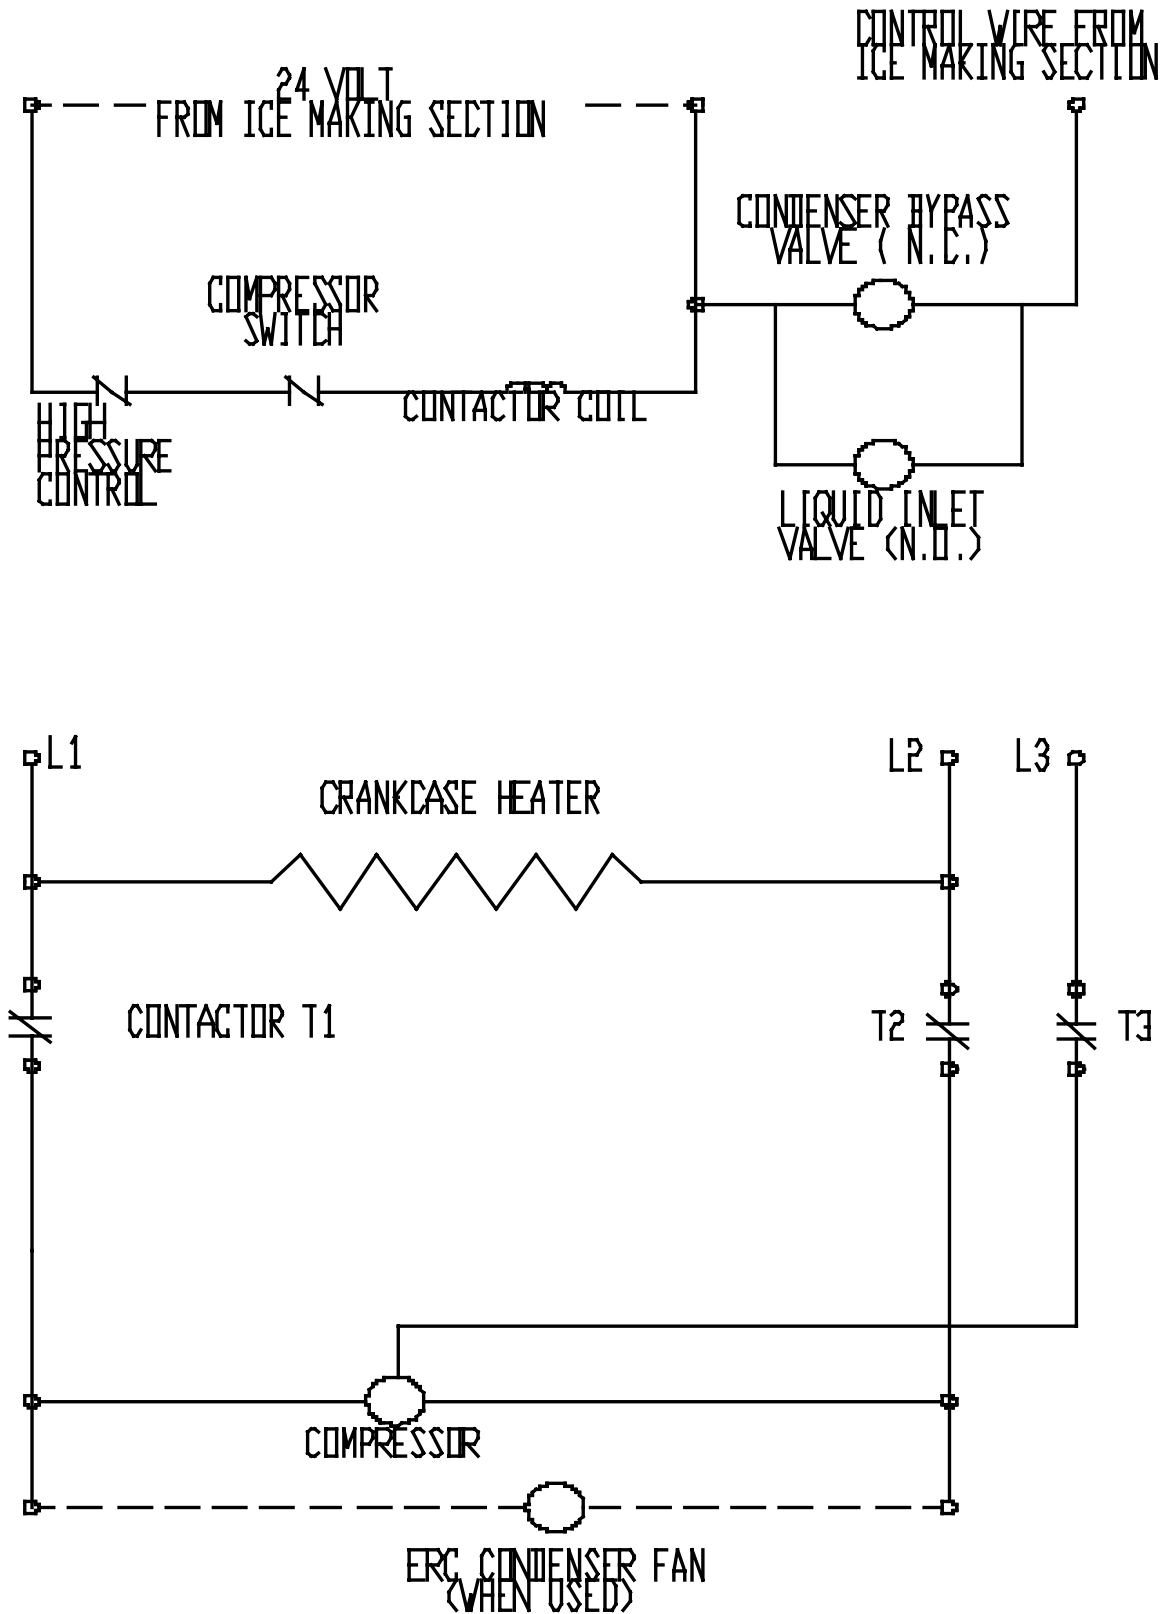 CONTROL WIRE FROM
ICE MAKING SECTION
24 VOLT
FROM ICE MAKING SECTION
CONDENSER BYPASS
VALVE ( N.C.)
COMPRESSOR
SWITCH
CONTACTOR COIL
HIGH
PRESSURE
CONTROL
LIQUID INLET
VALVE (N.O.)
L1
L2
L3
CRANKCASE HEATER
CONTACTOR T1
T2
T3
COMPRESSOR
ERC CONDENSER FAN
(WHEN USED)